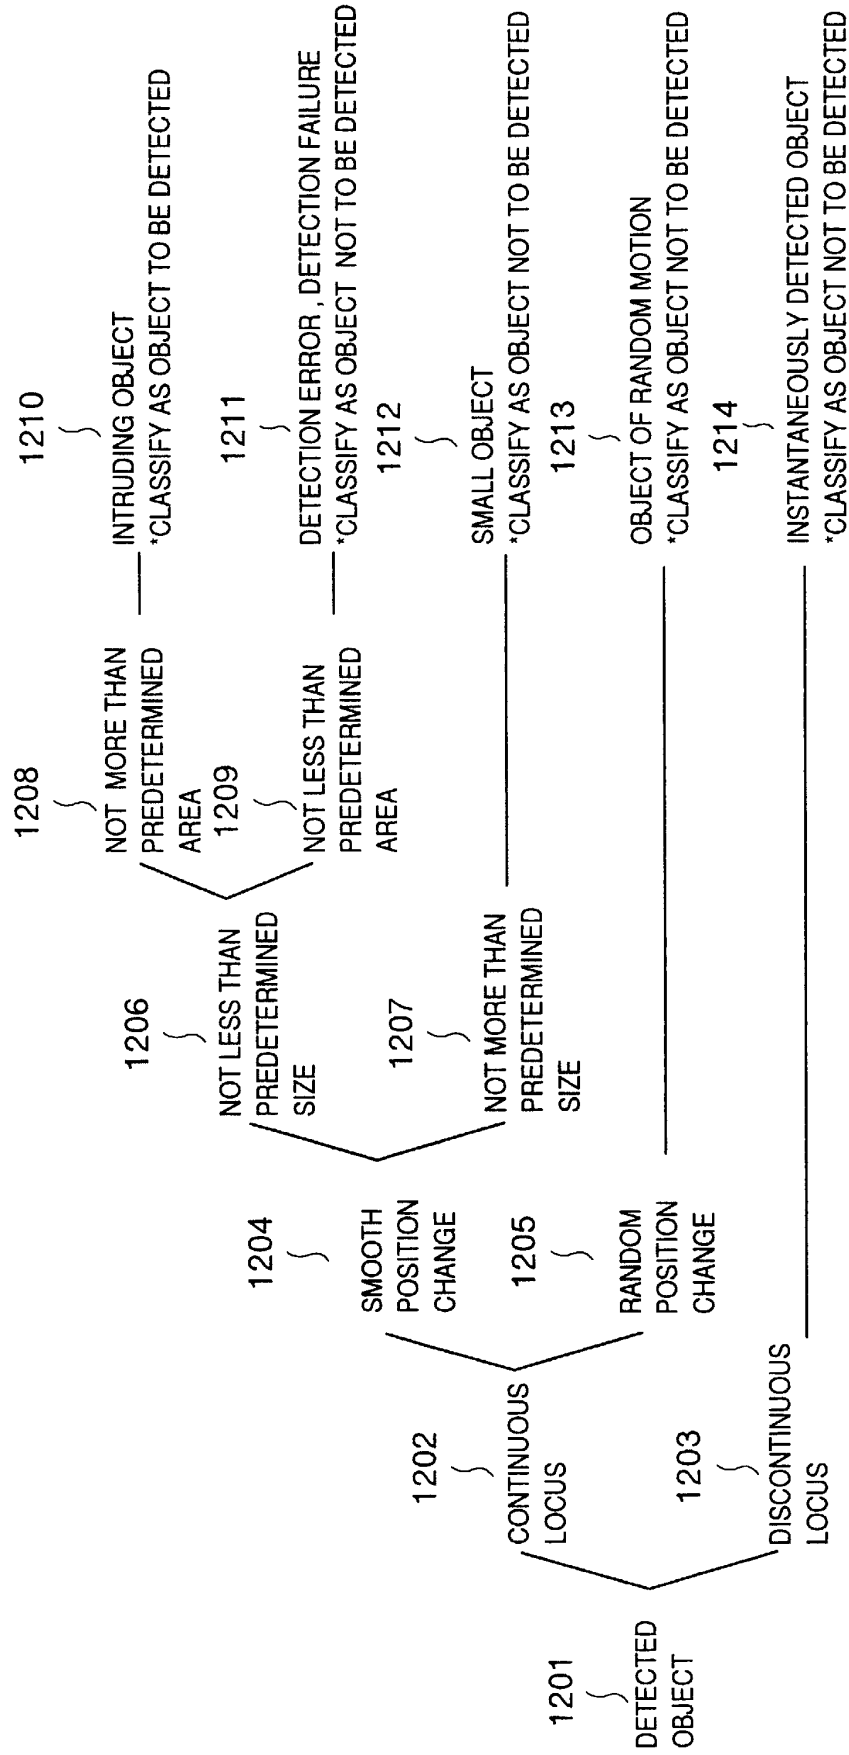 1201
DETECTED
OBJECT
1202
CONTINUOUS
LOCUS
1203
DISCONTINUOUS
LOCUS
1204
SMOOTH
POSITION
CHANGE
1205
RANDOM
POSITION
CHANGE
1206
NOT LESS THAN
PREDETERMINED
SIZE
1207
NOT MORE THAN
PREDETERMINED
SIZE
1208
NOT MORE THAN
PREDETERMINED
AREA
1209
NOT LESS THAN
PREDETERMINED
AREA
1210
INTRUDING OBJECT
*CLASSIFY AS OBJECT TO BE DETECTED
1211
DETECTION ERROR , DETECTION FAILURE
*CLASSIFY AS OBJECT NOT TO BE DETECTED
1212
SMALL OBJECT
*CLASSIFY AS OBJECT NOT TO BE DETECTED
1213
OBJECT OF RANDOM MOTION
*CLASSIFY AS OBJECT NOT TO BE DETECTED
1214
INSTANTANEOUSLY DETECTED OBJECT
*CLASSIFY AS OBJECT NOT TO BE DETECTED